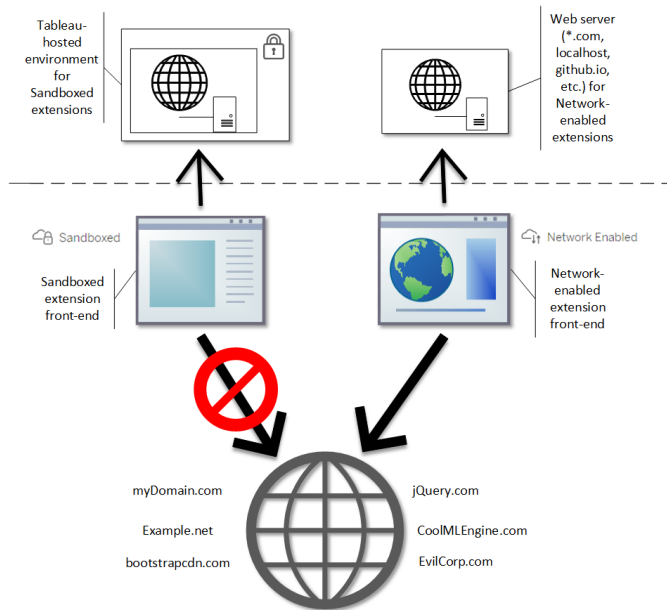 Tableau-
hosted
environment
for
Sandboxed
extensions
Web server
(*.com,
localhost,
github.io,
etc.) for
Network-
enabled
extensions
Sandboxed
Sandboxed
extension
front-end
Network Enabled
Network-
enabled
extension
front-end
myDomain.com
jQuery.com
Example.net
CoolMLEngine.com
bootstrapcdn.com
EvilCorp.com